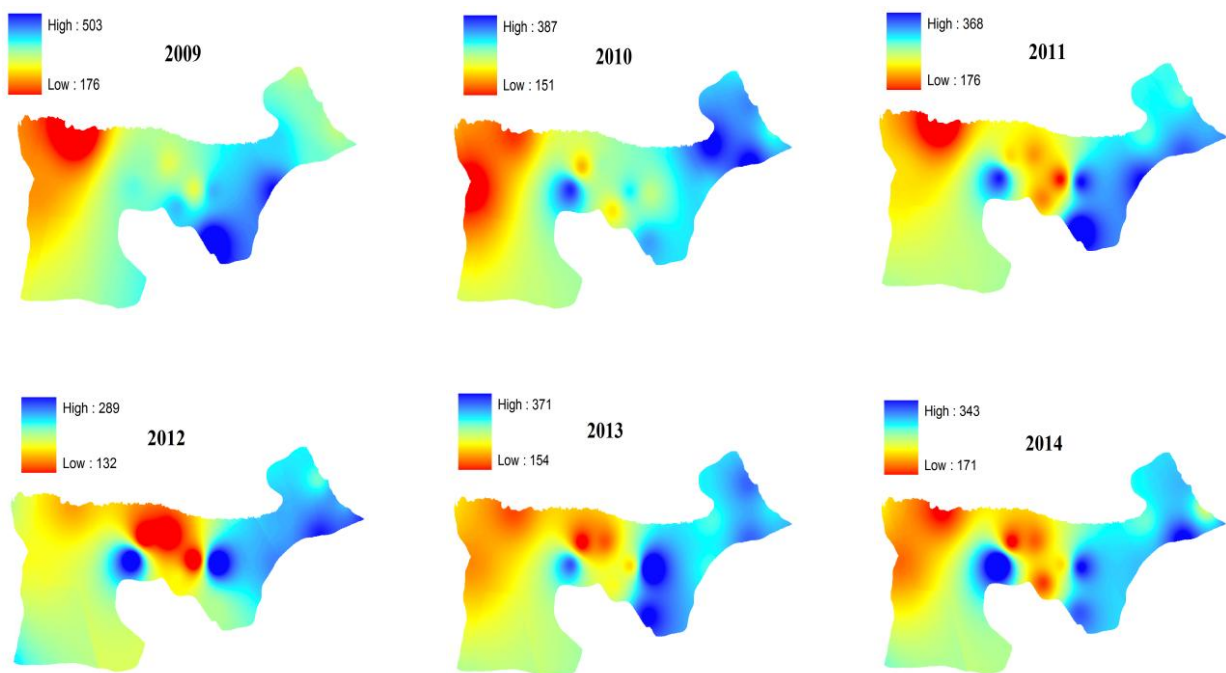 High : 503
2009
Low : 176
High : 387
2010
Low : 151
High : 368
2011
Low : 176
High : 289
2012
Low : 132
High : 371
2013
Low : 154
High : 343
2014
Low : 171